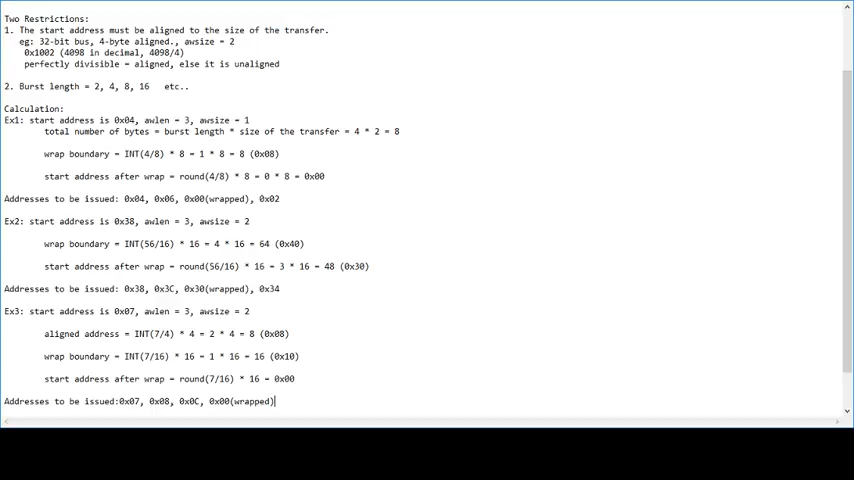 Two Restrictions:
1. The start address must be aligned to the size of the transfer.
eg: 32-bit bus, 4-byte aligned., awsize = 2
0x1002 (4098 in decimal, 4098/4)
perfectly divisible = aligned, else it is unaligned
2. Burst length = 2, 4, 8, 16 etc..
Calculation:
Ex1: start address is 0x04, awlen = 3, awsize = 1
total number of bytes = burst length * size of the transfer = 4 * 2 = 8
wrap boundary = INT(4/8) * 8 = 1 * 8 = 8 (0x08)
start address after wrap = round(4/8) * 8 = 0 * 8 = 0x00
Addresses to be issued: 0x04, 0x06, 0x00(wrapped), 0x02
Ex2: start address is 0x38, awlen = 3, awsize = 2
wrap boundary = INT(56/16) * 16 = 4 * 16 = 64 (0x40)
start address after wrap = round(56/16) * 16 = 3 * 16 = 48 (0x30)
Addresses to be issued: 0x38, 0x3C, 0x30(wrapped), 0x34
Ex3: start address is 0x07, awlen = 3, awsize = 2
aligned address = INT(7/4) * 4 = 2 * 4 = 8 (0x08)
wrap boundary = INT(7/16) * 16 = 1 * 16 = 16 (0x10)
start address after wrap = round(7/16) * 16 = 0x00
Addresses to be issued:0x07, 0x08, 0x0C, 0x00(wrapped)